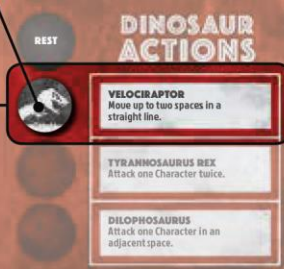 REST
DINOSAUR
ACTIONS
VELOCIRAPTOR
Move up to two spaces in a
straight line.
TYRANNOSAURUS REX
Attack one Character twice.
DILOPHOSAURUS
Attack one Character in an
adjacent space.